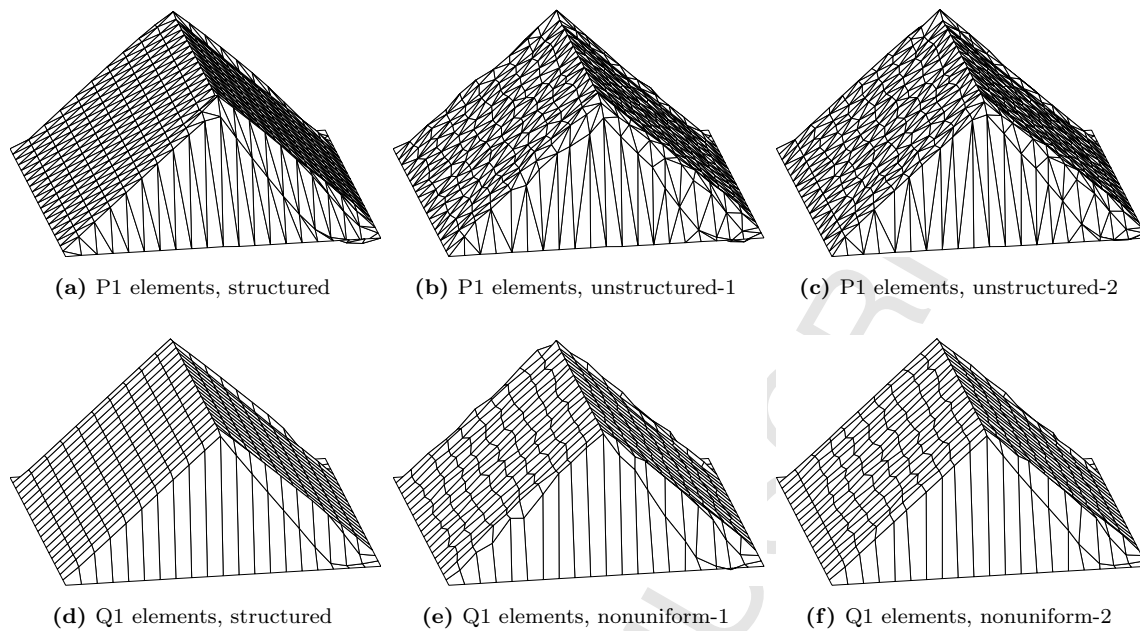 (a) P1 elements, structured
(b) P1 elements, unstructured-1
(c) P1 elements, unstructured-2
(d) Q1 elements, structured
(e) Q1 elements, nonuniform-1
(f) Q1 elements, nonuniform-2